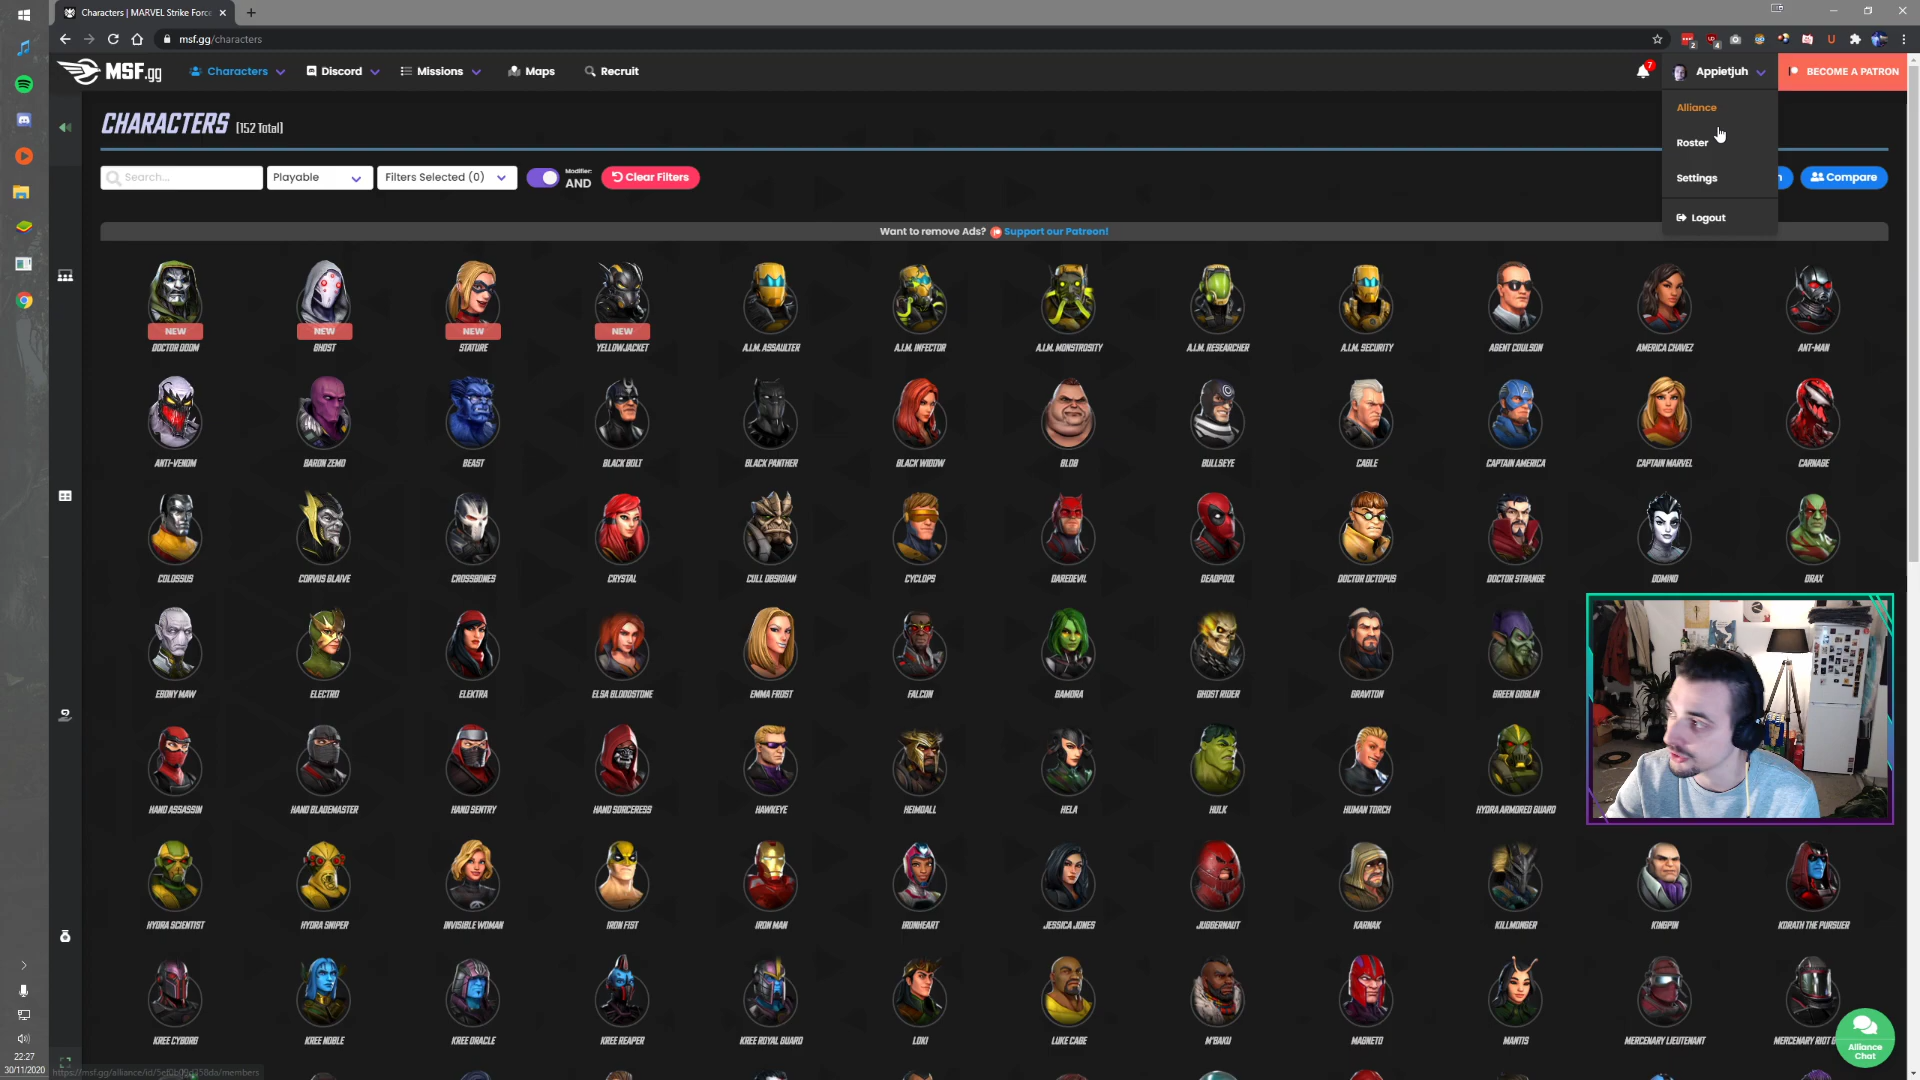 Characters | MARVEL Strike Forc
msf.gg/characters
2
4
MSF.gg
Characters
Discord
Missions
Maps
Recruit
7
Appietjuh
BECOME A PATRON
Alliance
Roster
Settings
Logout
CHARACTERS [152 Total]
Search...
Playable
Filters Selected (0)
Modifier:
AND
Clear Filters
Compare
Want to remove Ads? Support our Patreon!
NEW NEW NEW NEW
DOCTOR DOOM GHOST STATURE YELLOWJACKET A.I.M. ASSAULTER A.I.M. INFECTOR A.I.M. MONSTROSITY A.I.M. RESEARCHER A.I.M. SECURITY AGENT COULSON AMERICA CHAVEZ ANT-MAN
ANTI-VENOM BARON ZEMO BEAST BLACK BOLT BLACK PANTHER BLACK WIDOW BLOB BULLSEYE CABLE CAPTAIN AMERICA CAPTAIN MARVEL CARNAGE
COLOSSUS CORVUS GLAIVE CROSSBONES CRYSTAL CULL OBSIDIAN CYCLOPS DAREDEVIL DEADPOOL DOCTOR OCTOPUS DOCTOR STRANGE DOMINO DRAX
EBONY MAW ELECTRO ELEKTRA ELSA BLOODSTONE EMMA FROST FALCON GAMORA GHOST RIDER GRAVITON GREEN GOBLIN
HAND ASSASSIN HAND BLADEMASTER HAND SENTRY HAND SORCERESS HAWKEYE HEIMDALL HELA HULK HUMAN TORCH HYDRA ARMORED GUARD
HYDRA SCIENTIST HYDRA SNIPER INVISIBLE WOMAN IRON FIST IRON MAN IRONHEART JESSICA JONES JUGGERNAUT KARNAK KILLMONGER KINGPIN KORATH THE PURSUER
KREE CYBORG KREE NOBLE KREE ORACLE KREE REAPER KREE ROYAL GUARD LOKI LUKE CAGE M'BAKU MAGNETO MANTIS MERCENARY LIEUTENANT MERCENARY RIOT
Alliance
Chat
22:27
30/11/2020